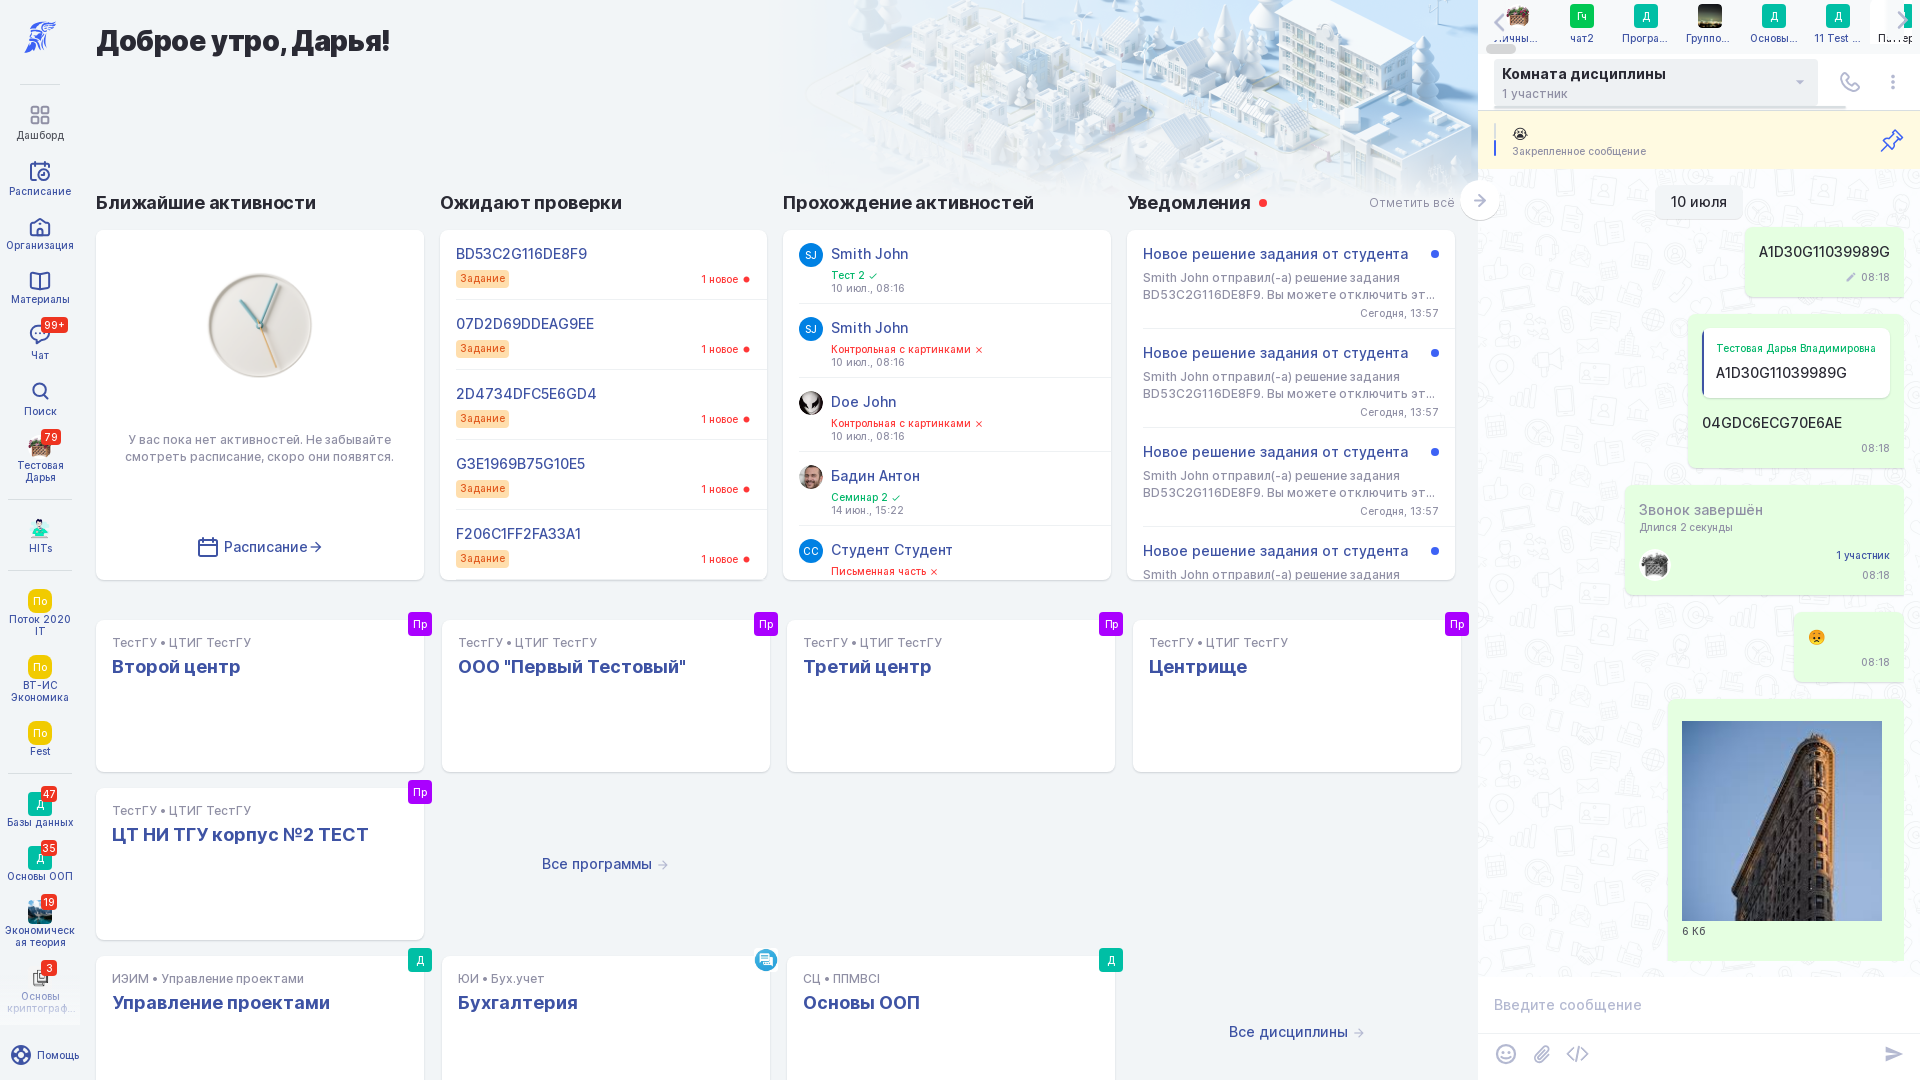 Доброе утро, Дарья!
Дашборд
Расписание
Организация
Материалы
99+
Чат
Поиск
79
Тестовая
Дарья
HITs
По
Поток 2020
IT
По
ВТ-ИС
Экономика
По
Fest
47
Д
Базы данных
35
Д
Основы ООП
19
Экономическ
ая теория
3
Основы
криптограф...
Помощь
Ближайшие активности
У вас пока нет активностей. Не забывайте
смотреть расписание, скоро они появятся.
Расписание
Ожидают проверки
BD53C2G116DE8F9
Задание
1 новое
07D2D69DDEAG9EE
Задание
1 новое
2D4734DFC5E6GD4
Задание
1 новое
G3E1969B75G10E5
Задание
1 новое
F206C1FF2FA33A1
Задание
1 новое
Прохождение активностей
SJ
Smith John
Тест 2
10 июл., 08:16
SJ
Smith John
Контрольная с картинками
10 июл., 08:16
Doe John
Контрольная с картинками
10 июл., 08:16
Бадин Антон
Семинар 2
14 июн., 15:22
СС
Студент Студент
Письменная часть
Уведомления
Отметить всё
Новое решение задания от студента
Smith John отправил(-а) решение задания
BD53C2G116DE8F9. Вы можете отключить эт...
Сегодня, 13:57
Новое решение задания от студента
Smith John отправил(-а) решение задания
BD53C2G116DE8F9. Вы можете отключить эт...
Сегодня, 13:57
Новое решение задания от студента
Smith John отправил(-а) решение задания
BD53C2G116DE8F9. Вы можете отключить эт...
Сегодня, 13:57
Новое решение задания от студента
Smith John отправил(-а) решение задания
Пр
ТестГУ • ЦТИГ ТестГУ
Второй центр
Пр
ТестГУ • ЦТИГ ТестГУ
ООО "Первый Тестовый"
Пр
ТестГУ • ЦТИГ ТестГУ
Третий центр
Пр
ТестГУ • ЦТИГ ТестГУ
Центрище
Пр
ТестГУ • ЦТИГ ТестГУ
ЦТ НИ ТГУ корпус №2 ТЕСТ
Все программы
Д
ИЭИМ • Управление проектами
Управление проектами
ЮИ • Бух.учет
Бухгалтерия
Д
СЦ • ППМВCI
Основы ООП
Все дисциплины
Личны...
Гч
чат2
Д
Програ...
Группо...
Д
Основы...
Д
11 Test ...
Комната дисциплины
1 участник
😭
Закрепленное сообщение
10 июля
A1D30G11039989G
08:18
Тестовая Дарья Владимировна
A1D30G11039989G
04GDC6ECG70E6AE
08:18
Звонок завершён
Длился 2 секунды
1 участник
08:18
😡
08:18
6 Кб
Введите сообщение